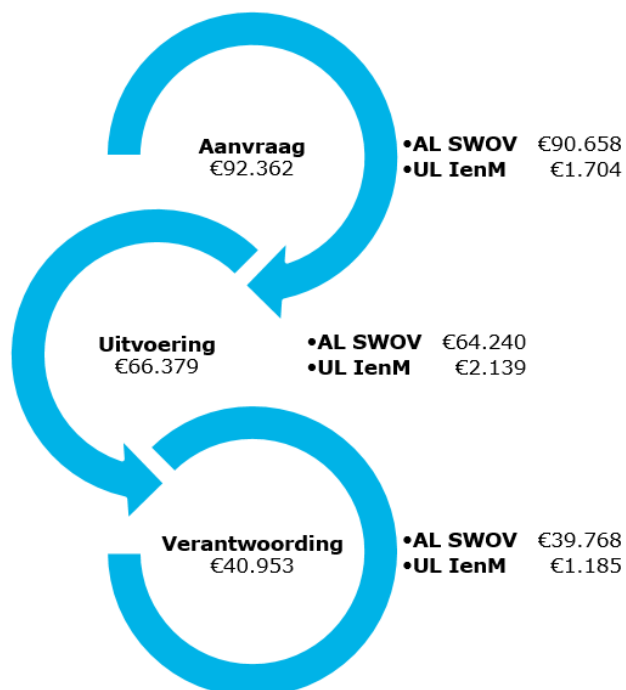 Aanvraag
€92.362
•AL SWOV €90.658
•UL IenM €1.704
Uitvoering
€66.379
•AL SWOV €64.240
•UL IenM €2.139
Verantwoording
€40.953
•AL SWOV €39.768
•UL IenM €1.185